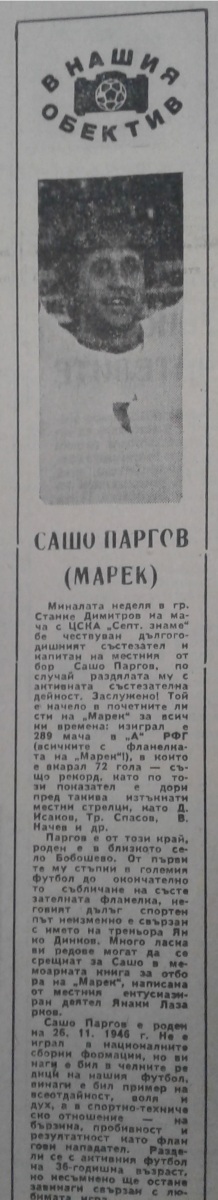 В НАШИЯ
ОБЕКТИВ
САШО ПАРГОВ
(МАРЕК)
Миналата неделя в гр.
Станке Димитров на ма
ча с ЦСКА „Септ. знаме“
бе чествуван дългого-
дишният състезател и
капитан на местния от
бор Сашо Паргов, по
случай раздялата му с
активната състезателна
дейност. Заслужено! Той
е начело в почетните ли
сти на „Марек“ за всич
ки времена: изиграл е
289 мача в „А“ РФГ
(всичките с фланелка-
та на „Марек“!), в които
е вкарал 72 гола — съ-
що рекорд, като по то-
зи показател е дори
пред такива изтъкнати
местни стрелци, като Д.
Исаков, Тр. Спасов, В.
Начев и др.
Паргов е от този край,
роден е в близкото се-
ло Бобошево. От първи
те му стъпки в големия
футбол до окончателно
то събличане на състе
зателната фланелка, не-
говият дълъг спортен
път неизменно е свързан
с името на треньора Ян
ко Динков. Много ласка
ви редове могат да се
срещнат за Сашо в ме-
моарната книга за отбо
ра на „Марек“, написана
от местния ентусиази-
ран деятел Янаки Лаза
ров.
Сашо Паргов е роден
на 26. 11. 1946 г. Не е
играл в националните
сборни формации, но ви
наги е бил в челните ре
дици на нашия футбол,
винаги е бил пример на
всеотдайност, воля и
дух, а в спортно-техниче
ско отношение — на
бързина, пробивност и
резултатност като флан
гови нападател. Разде-
ли се с активния футбол
на 36-годишна възраст,
но несъмнено ще остане
завинаги свързан с лю-
бимата игра.